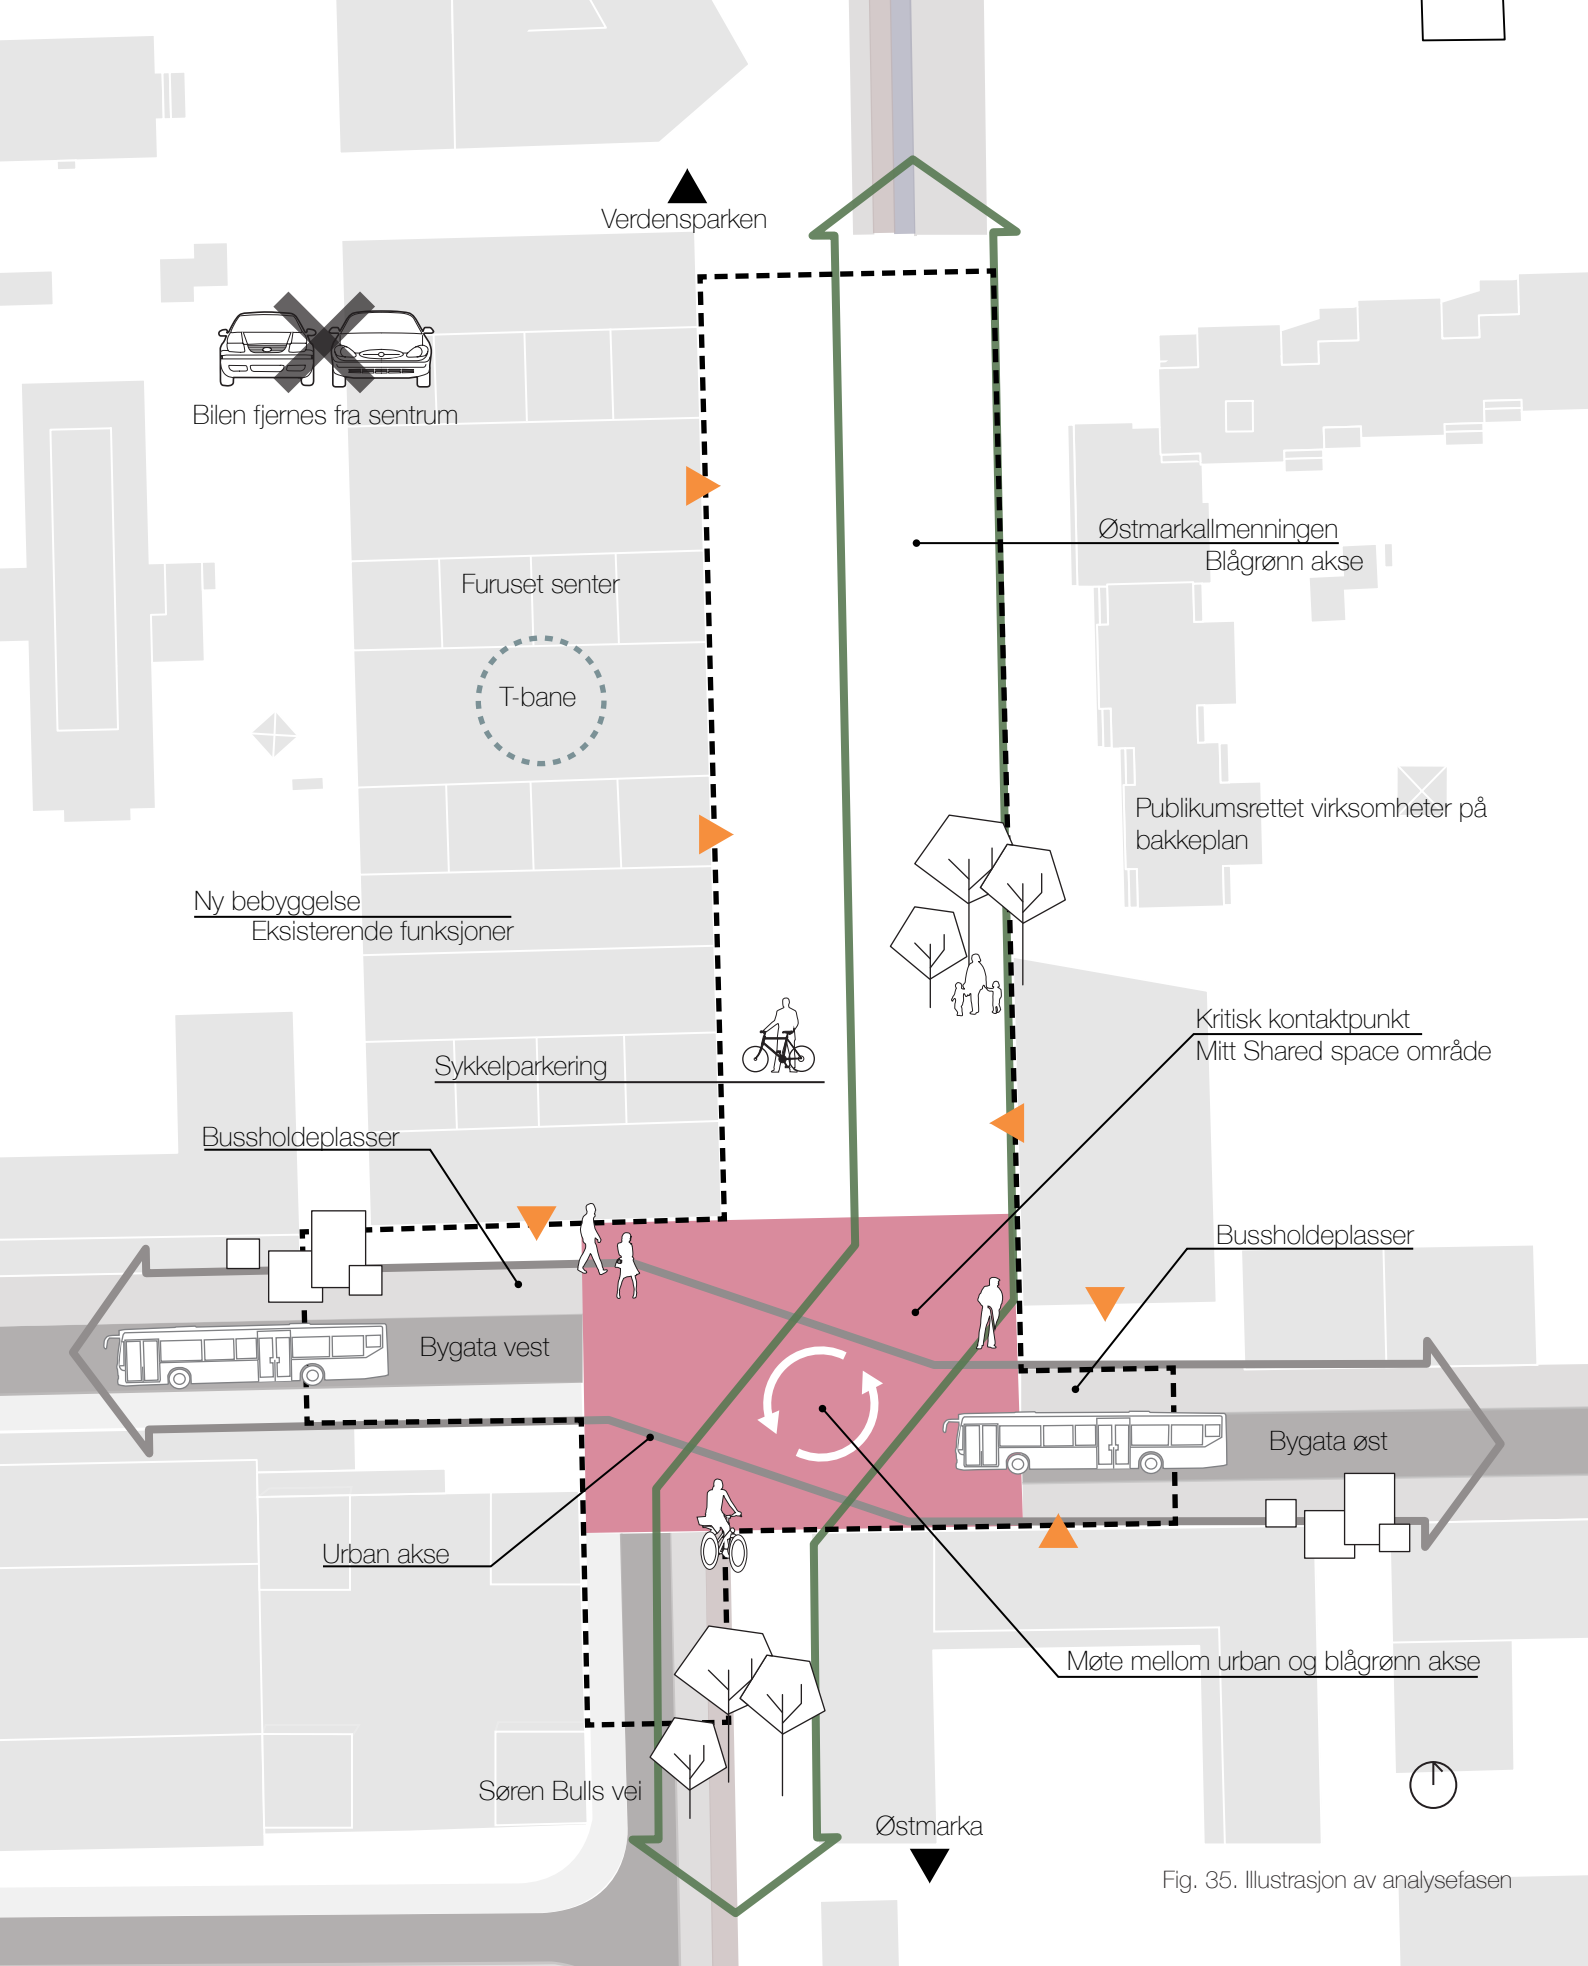 Verdensparken
Bilen fjernes fra sentrum
Østmarkallmenningen
Blågrønn akse
Furuset senter
T-bane
Publikumsrettet virksomheter på
bakkeplan
Ny bebyggelse
Eksisterende funksjoner
Kritisk kontaktpunkt
Mitt Shared space område
Sykkelparkering
Bussholdeplasser
Bussholdeplasser
Bygata vest
Bygata øst
Urban akse
Møte mellom urban og blågrønn akse
Søren Bulls vei
Østmarka
Fig. 35. Illustrasjon av analysefasen